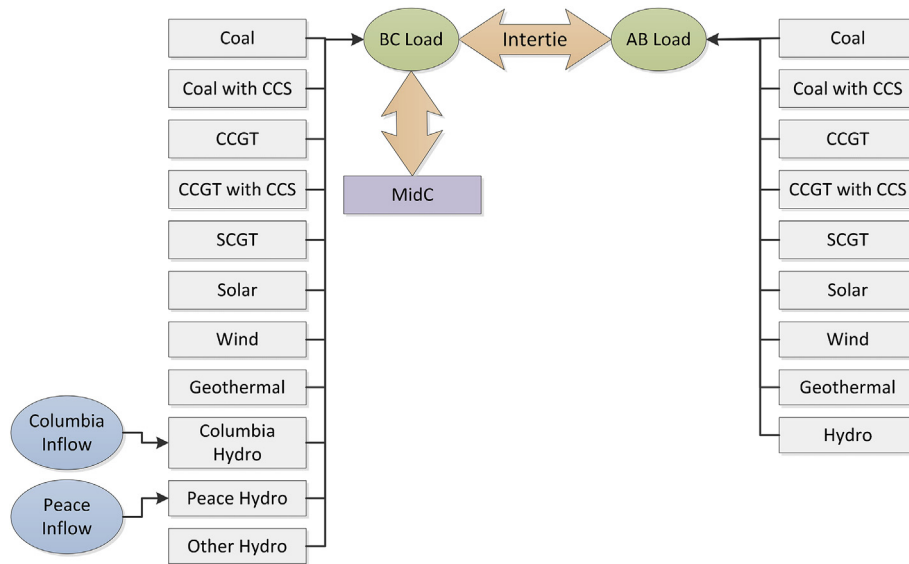 Coal
BC Load
Intertie
AB Load
Coal
Coal with CCS
Coal with CCS
CCGT
CCGT
CCGT with CCS
MidC
CCGT with CCS
SCGT
SCGT
Solar
Solar
Wind
Wind
Geothermal
Geothermal
Columbia
Inflow
Columbia
Hydro
Hydro
Peace
Inflow
Peace Hydro
Other Hydro